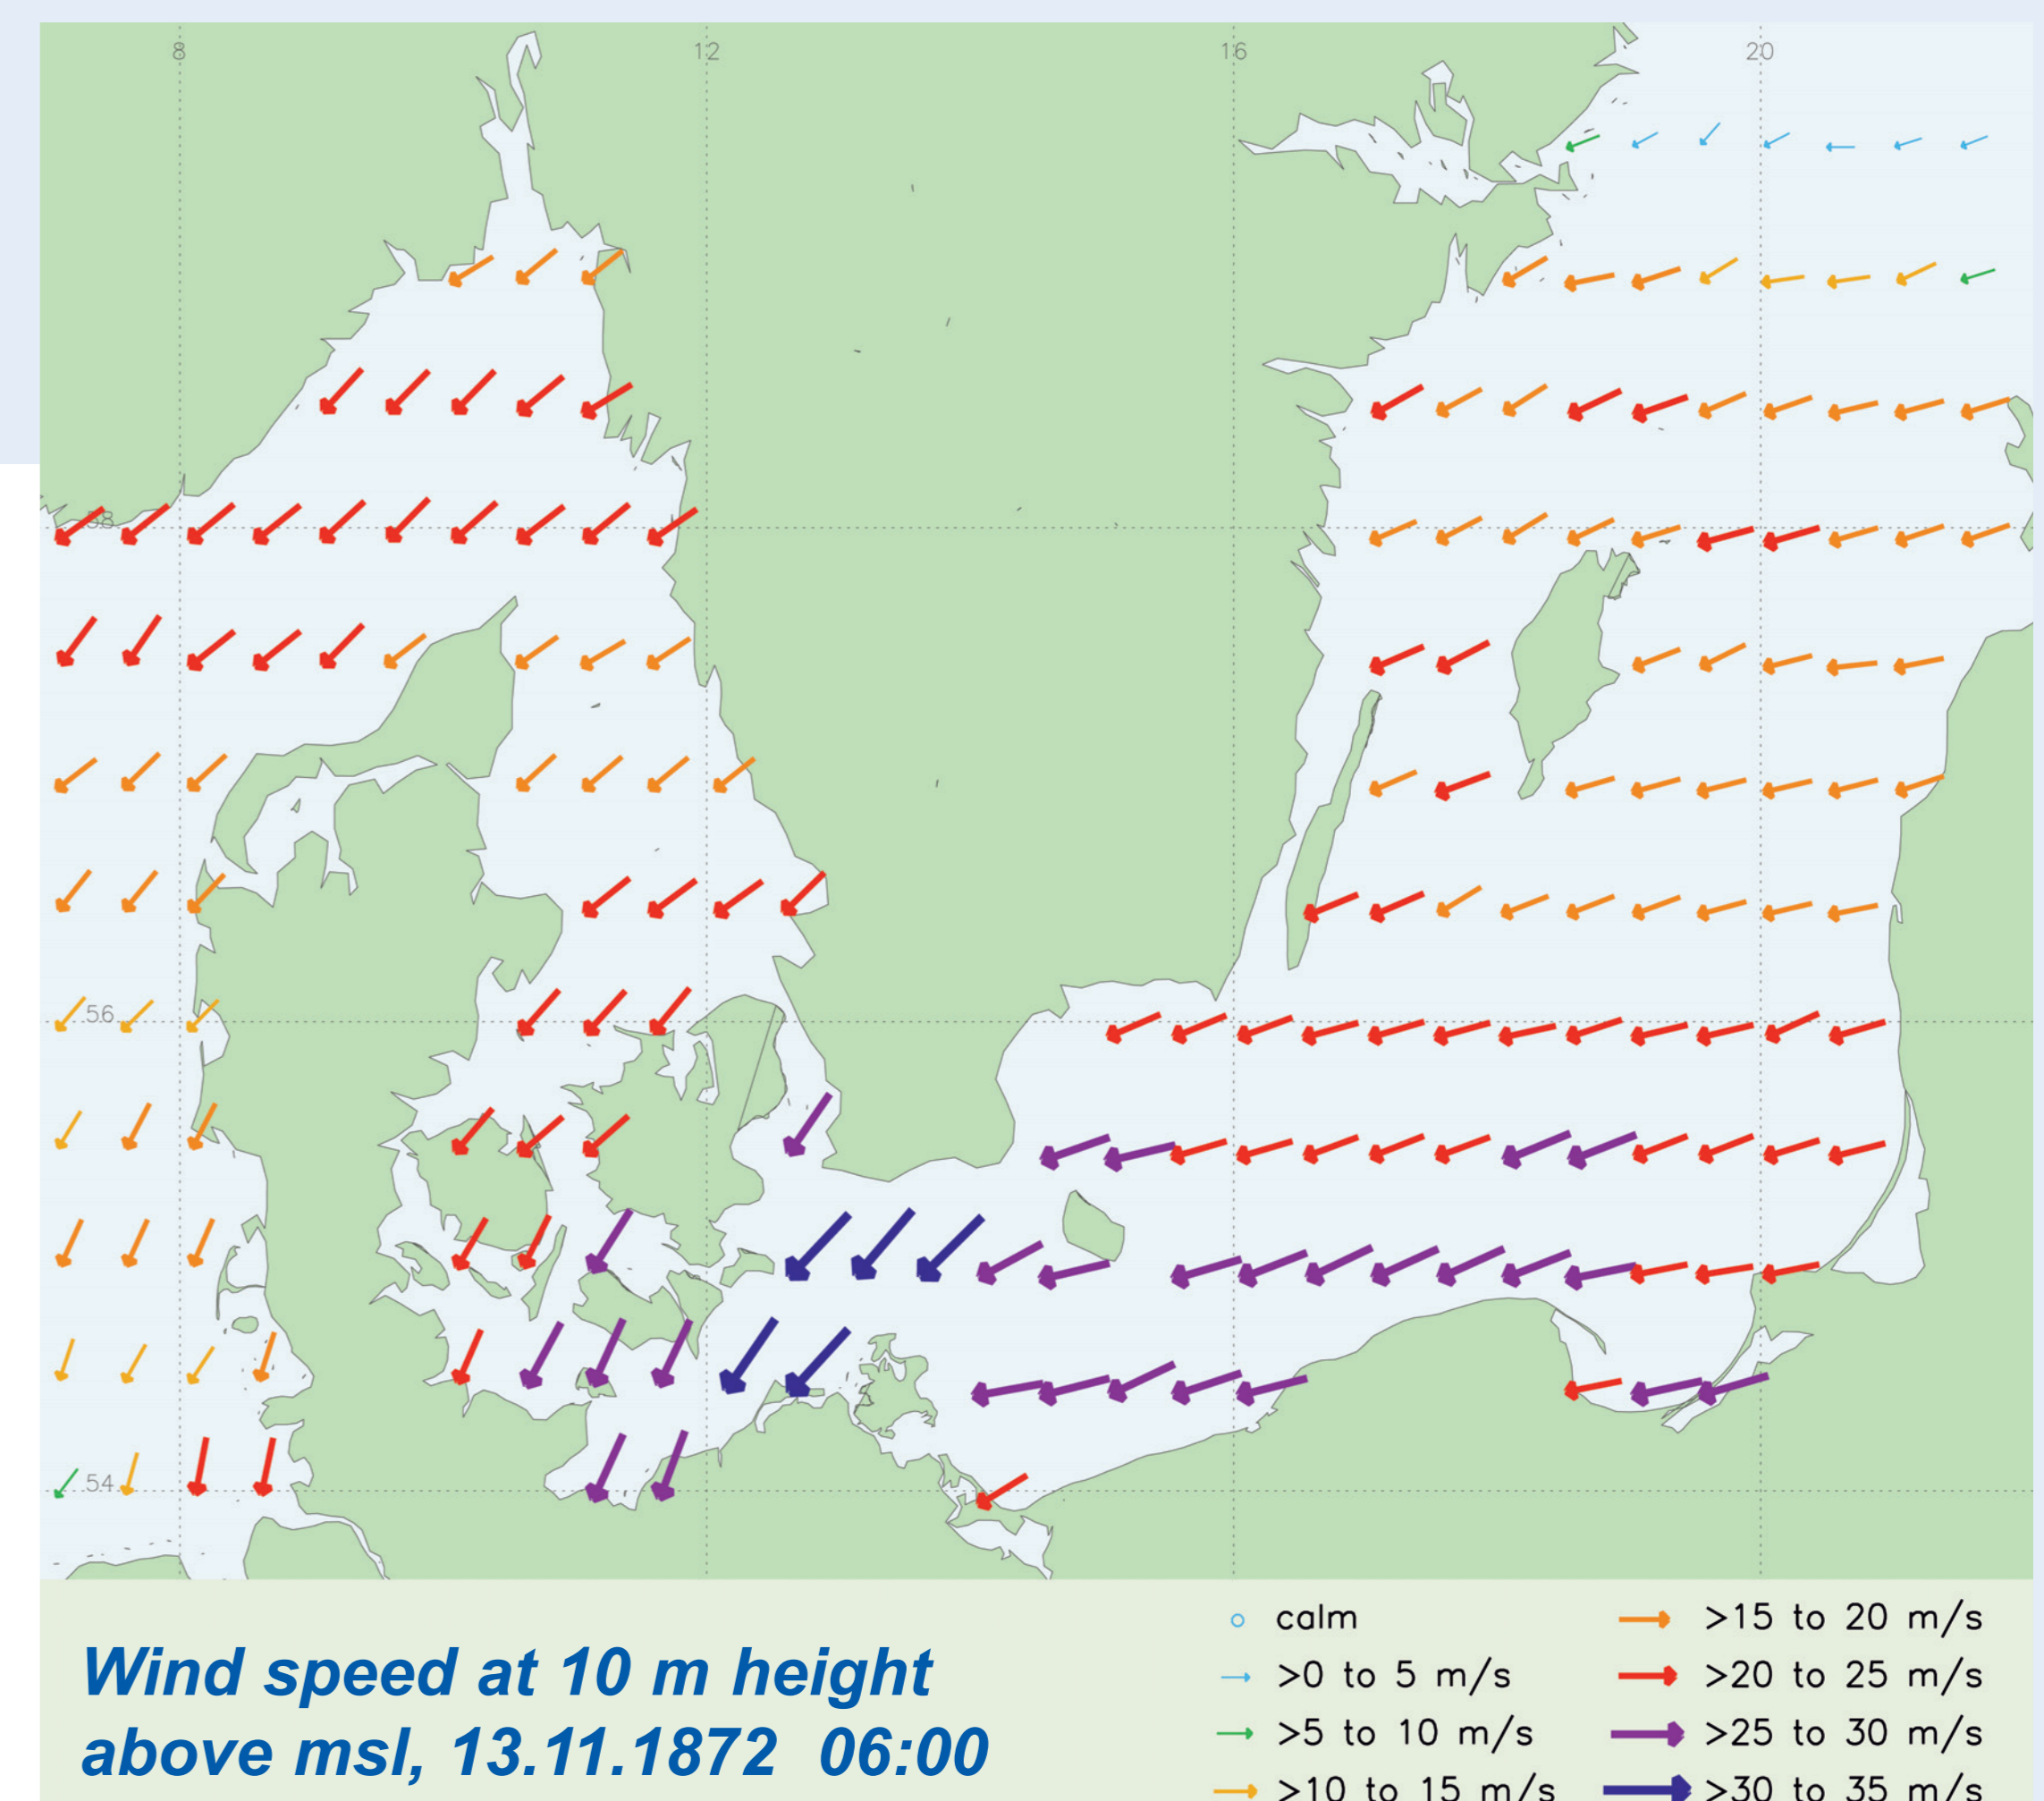 8 12 16 20
58
56
54
Wind speed at 10 m height
above msl, 13.11.1872 06:00
calm
>0 to 5 m/s
>5 to 10 m/s
>10 to 15 m/s
>15 to 20 m/s
>20 to 25 m/s
>25 to 30 m/s
>30 to 35 m/s